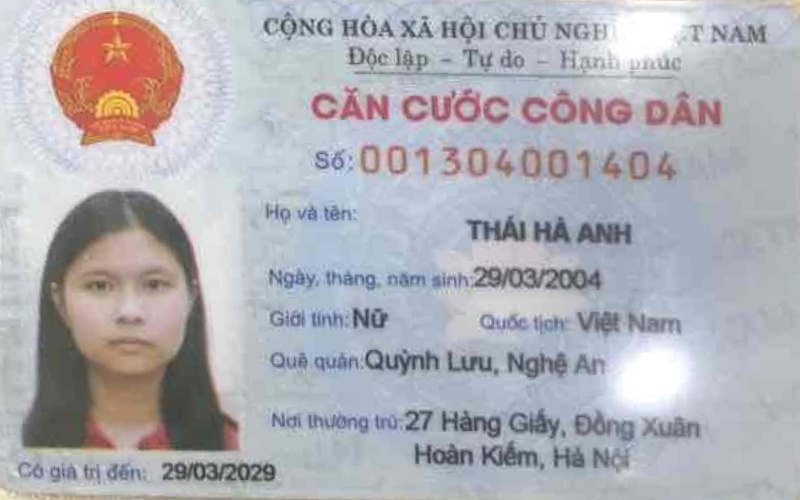 CỘNG HÒA XÃ HỘI CHỦ NGH T NAM
Độc lập - Tự do - Hạnh phúc
CĂN CƯỚC CÔNG DÂN
Số: 001304001404
Họ và tên:
THÁI HÀ ANH
Ngày, tháng, năm sinh: 29/03/2004
Giới tính: Nữ Quốc tịch: Việt Nam
Quê quán: Quỳnh Lưu, Nghệ An
Nơi thường trú: 27 Hàng Giấy, Đồng Xuân
Hoàn Kiếm, Hà Nội
Có giá trị đến: 29/03/2029